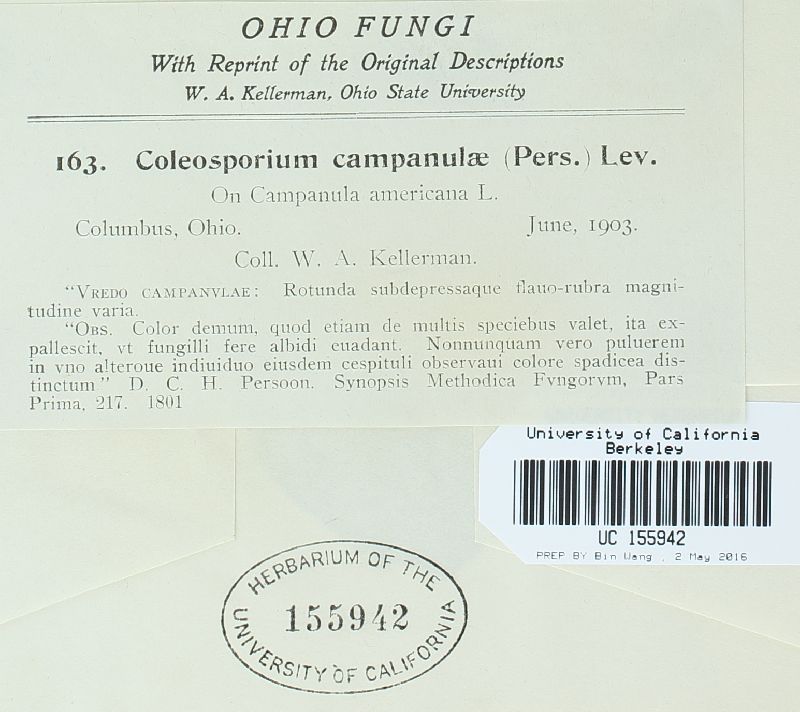 OHIO FUNGI
With Reprint of the Original Descriptions
W. A. Kellerman, Ohio State University
163. Coleosporium campanulæ (Pers.) Lev.
On Campanula americana L.
Columbus, Ohio. June, 1903.
Coll. W. A. Kellerman.
"VREDO CAMPANVLAE: Rotunda subdepressaque flauo-rubra magni-
tudine varia.
"OBS. Color demum, quod etiam de multis speciebus valet, ita ex-
pallescit, vt fungilli fere albidi euadant. Nonnunquam vero puluerem
in vno alteroue indiuiduo eiusdem cespituli observaui colore spadicea dis-
tinctum" D. C. H. Persoon. Synopsis Methodica Fvngorvm, Pars
Prima, 217. 1801
University of California
Berkeley
UC 155942
PREP BY Bin Wang , 2 May 2016
HERBARIUM OF THE
155942
UNIVERSITY OF CALIFORNIA